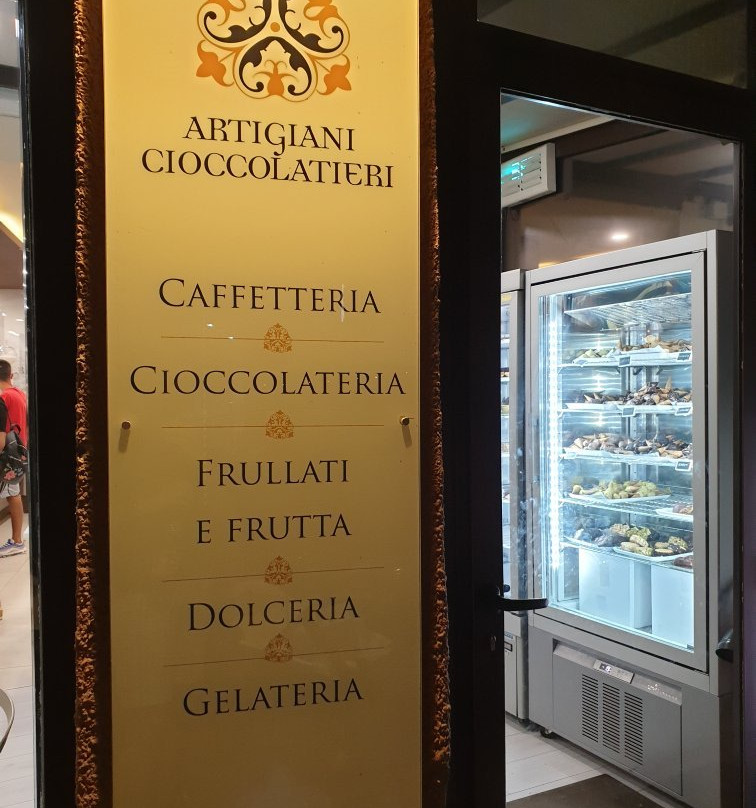 ARTIGIANI
CIOCCOLATIERI
CAFFETTERIA
CIOCCOLATERIA
FRULLATI
E FRUTTA
DOLCERIA
GELATERIA